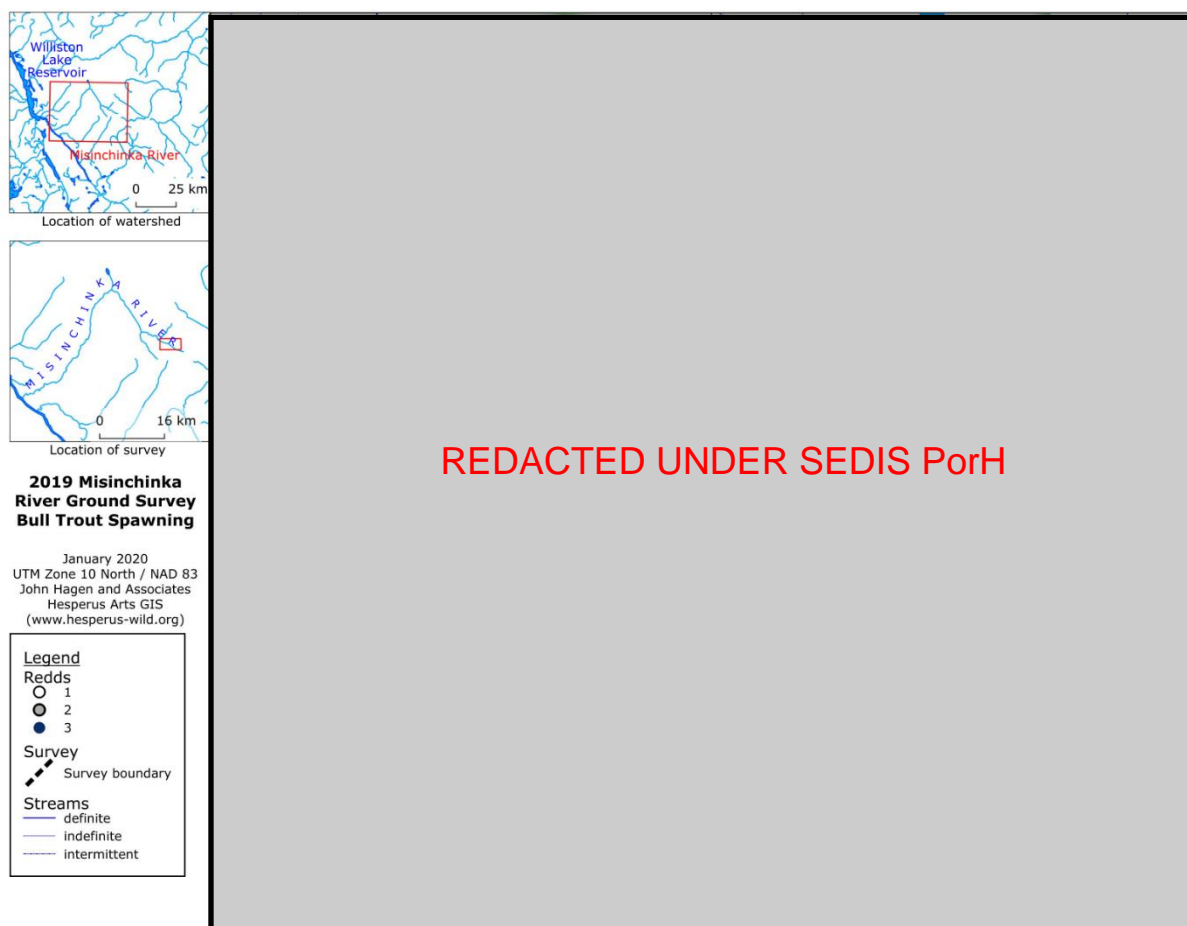 Williston
Lake
Reservoir
Misinchinka River
0 25 km
Location of watershed
MISINCHINKA RIVER
0 16 km
Location of survey
2019 Misinchinka
River Ground Survey
Bull Trout Spawning
January 2020
UTM Zone 10 North / NAD 83
John Hagen and Associates
Hesperus Arts GIS
(www.hesperus-wild.org)
Legend
Redds
1
2
3
Survey
Survey boundary
Streams
definite
indefinite
intermittent
REDACTED UNDER SEDIS PorH